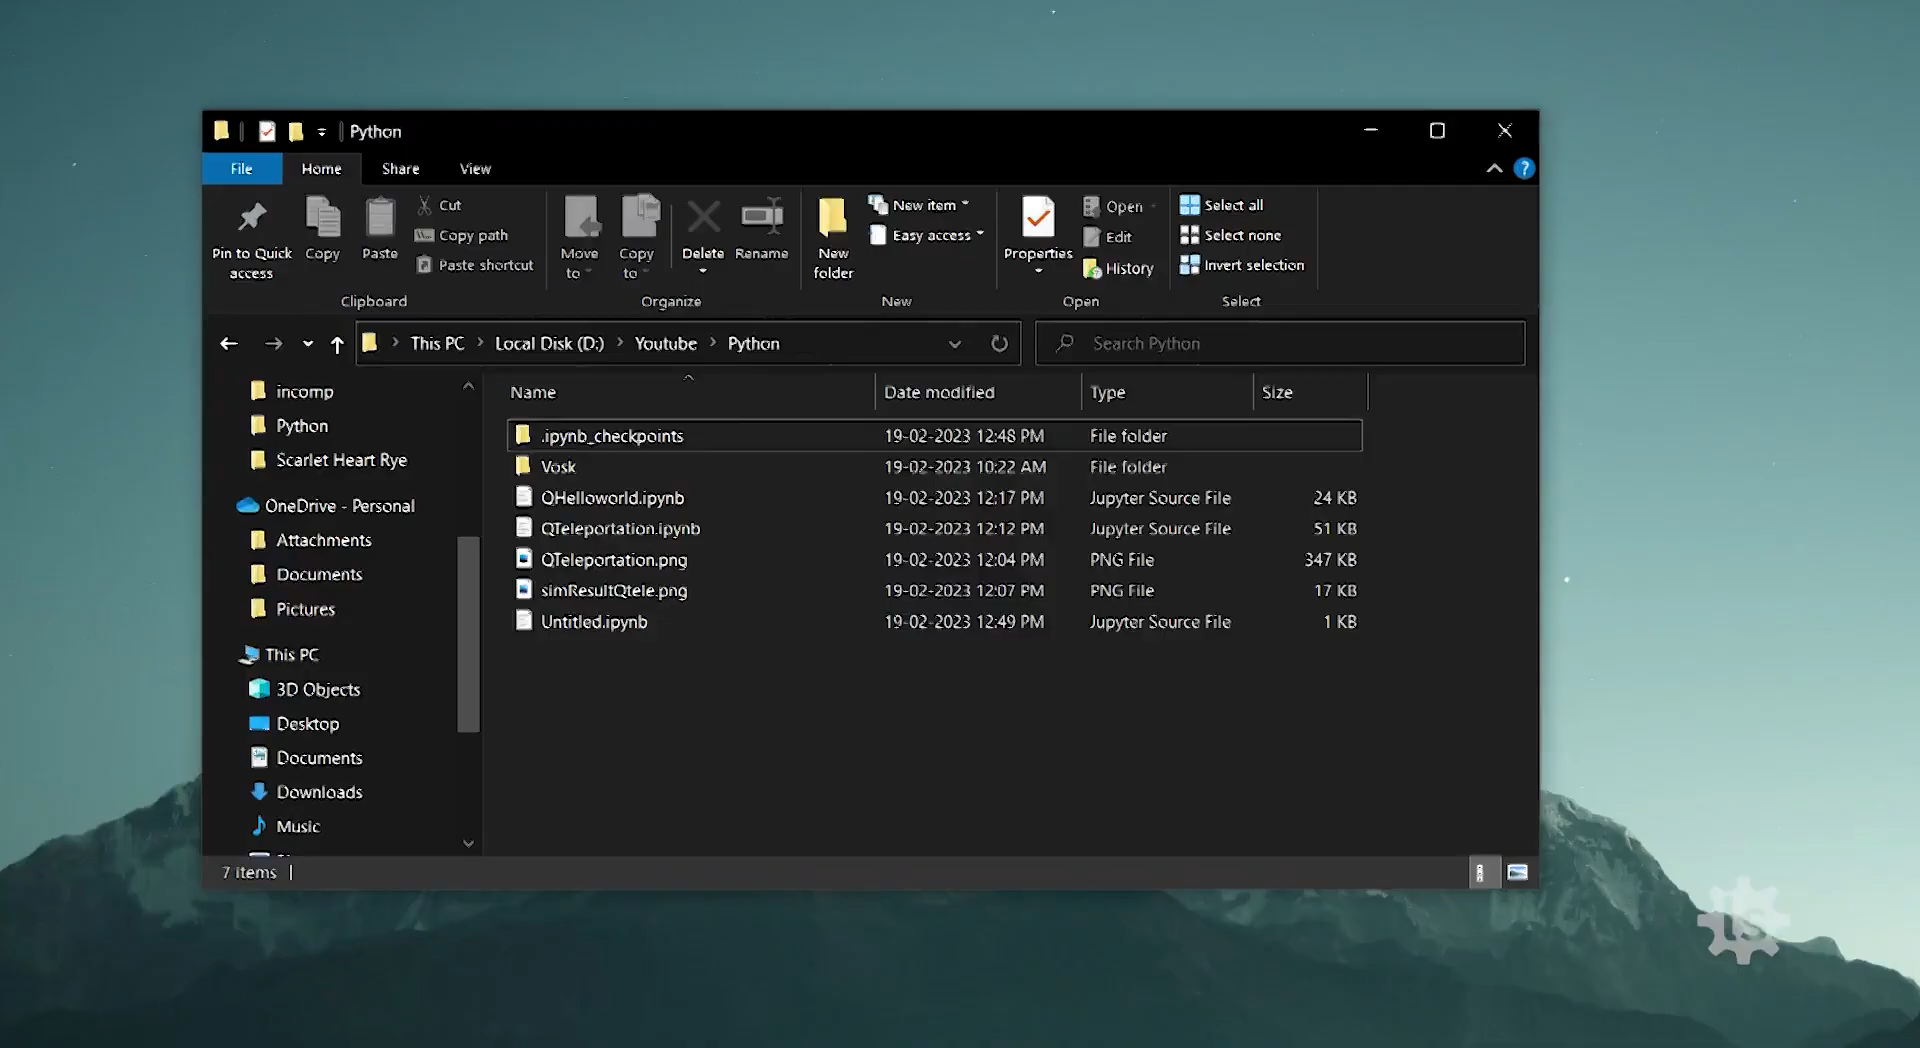 Python
File Home Share View
Pin to Quick access
Copy
Paste
Cut
Copy path
Paste shortcut
Clipboard
Move to
Copy to
Delete
Rename
Organize
New folder
New item
Easy access
New
Properties
Open
Edit
History
Open
Select all
Select none
Invert selection
Select
This PC > Local Disk (D:) > Youtube > Python
Search Python
incomp
Python
Scarlet Heart Rye
OneDrive - Personal
Attachments
Documents
Pictures
This PC
3D Objects
Desktop
Documents
Downloads
Music
Name Date modified Type Size
.ipynb_checkpoints 19-02-2023 12:48 PM File folder
Vosk 19-02-2023 10:22 AM File folder
QHelloworld.ipynb 19-02-2023 12:17 PM Jupyter Source File 24 KB
QTeleportation.ipynb 19-02-2023 12:12 PM Jupyter Source File 51 KB
QTeleportation.png 19-02-2023 12:04 PM PNG File 347 KB
simResultQtele.png 19-02-2023 12:07 PM PNG File 17 KB
Untitled.ipynb 19-02-2023 12:49 PM Jupyter Source File 1 KB
7 items